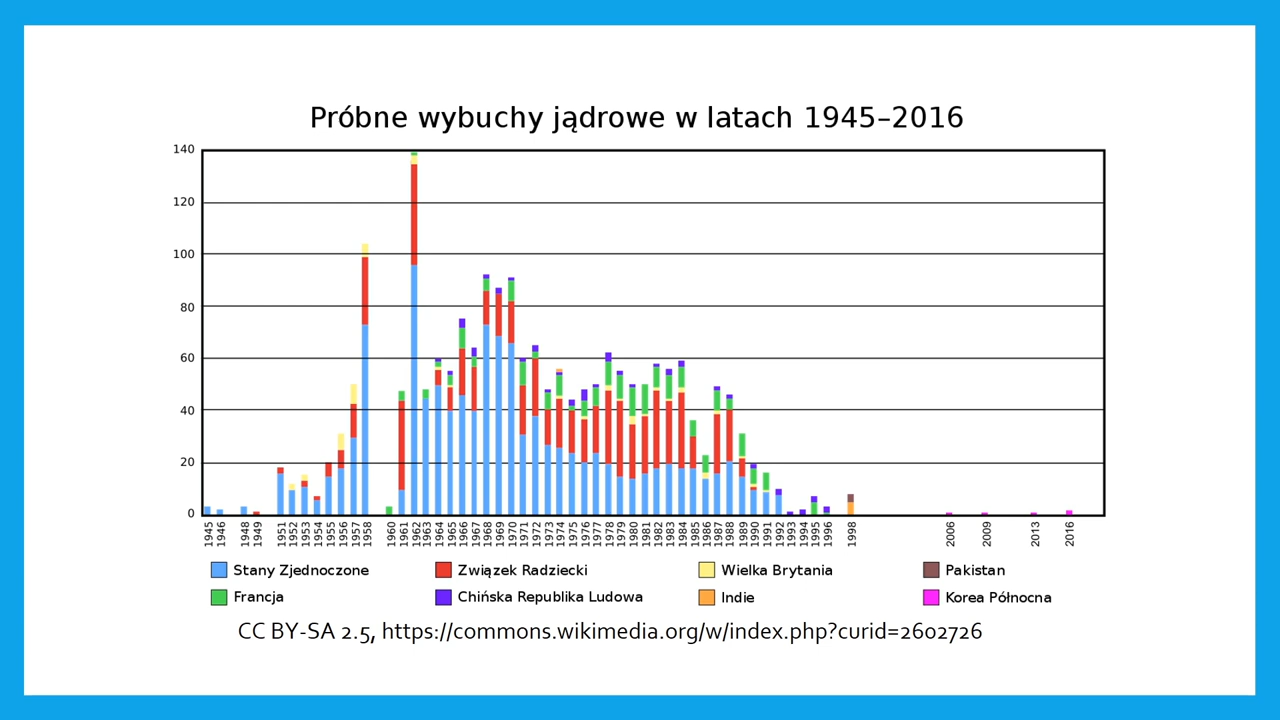 Próbne wybuchy jądrowe w latach 1945–2016
140
120
100
80
60
40
20
0
1945 1946 1948 1949 1951 1952 1953 1954 1955 1956 1957 1958 1960 1961 1962 1963 1964 1965 1966 1967 1968 1969 1970 1971 1972 1973 1974 1975 1976 1977 1978 1979 1980 1981 1982 1983 1984 1985 1986 1987 1988 1989 1990 1991 1992 1993 1994 1995 1996 1998 2006 2009 2013 2016
Stany Zjednoczone Związek Radziecki Wielka Brytania Pakistan
Francja Chińska Republika Ludowa Indie Korea Północna
CC BY-SA 2.5, https://commons.wikimedia.org/w/index.php?curid=2602726